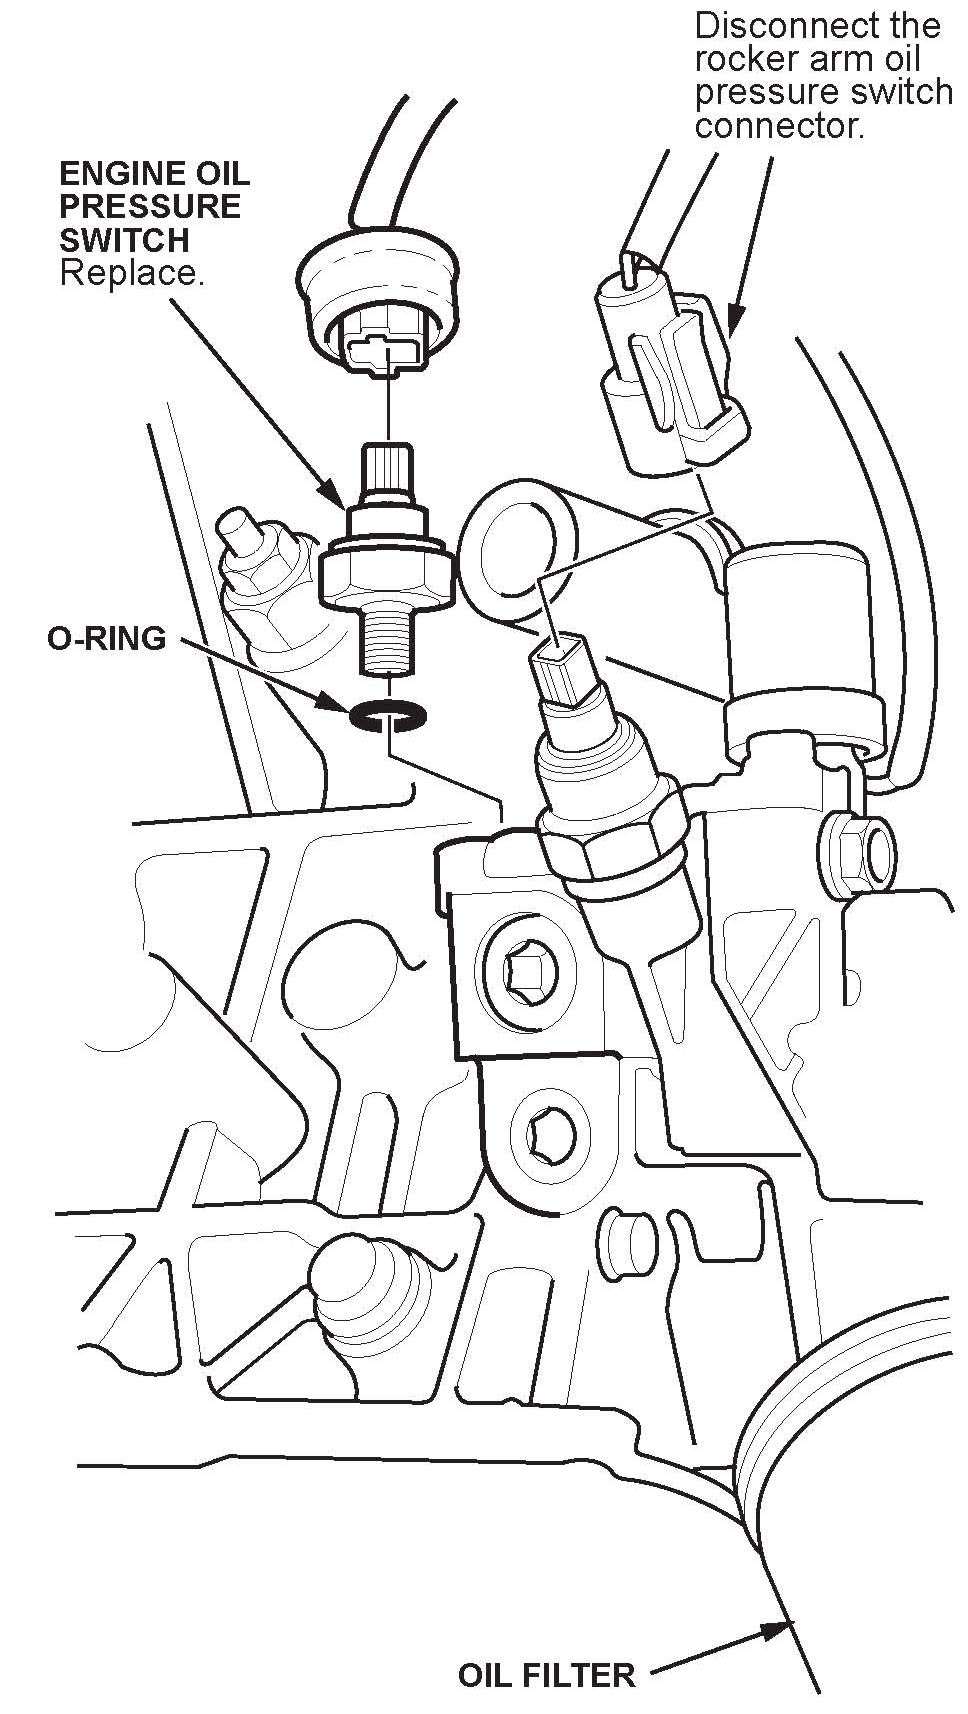 Disconnect the
rocker arm oil
pressure switch
connector.
ENGINE OIL
PRESSURE
SWITCH
Replace.
O-RING
OIL FILTER